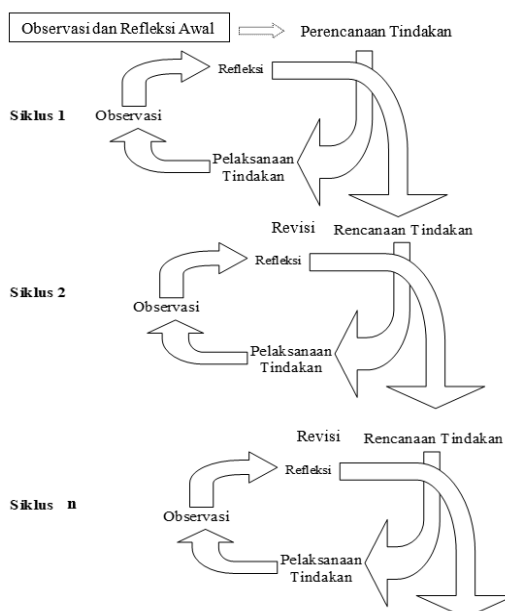 Observasi dan Refleksi Awal
Perencanaan Tindakan
Refleksi
Siklus 1
Observasi
Pelaksanaan
Tindakan
Revisi Rencanaan Tindakan
Refleksi
Siklus 2
Observasi
Pelaksanaan
Tindakan
Revisi Rencanaan Tindakan
Refleksi
Siklus n
Observasi
Pelaksanaan
Tindakan